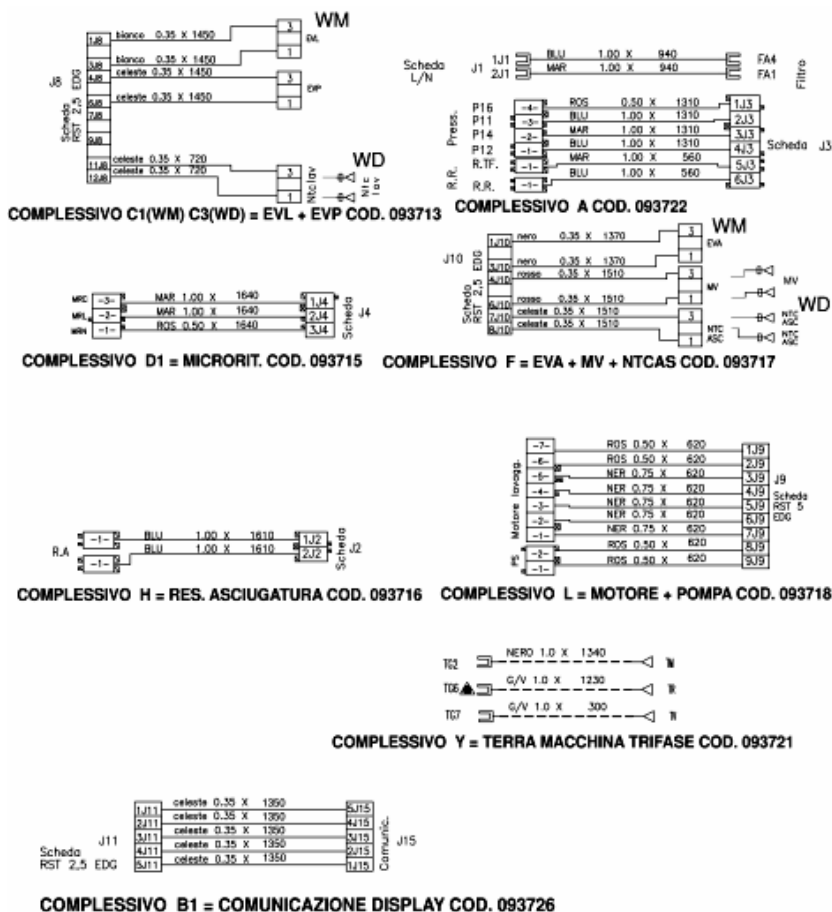 WM
1J8 bianco 0.35 X 1450 3 EVL
3J8 bianco 0.35 X 1450 1
4J8 celeste 0.35 X 1450 3 EVP
6J8 celeste 0.35 X 1450 1
7J8
9J8
11J8 celeste 0.35 X 720 3
12J8 celeste 0.35 X 720 1
J8
Scheda
RST 2,5 EDG
WD
Ntc lav
Ntc
lav
COMPLESSIVO C1(WM) C3(WD) = EVL + EVP COD. 093713
Scheda
L/N
J1
1J1 BLU 1.00 X 940 FA4
2J1 MAR 1.00 X 940 FA1
Filtro
Press.
P16 -4- ROS 0.50 X 1310 1J3
P11 -3- BLU 1.00 X 1310 2J3
P14 -2- MAR 1.00 X 1310 3J3
P12 -1- BLU 1.00 X 1310 4J3
R.TF. -1- MAR 1.00 X 560 5J3
R.R. -1- BLU 1.00 X 560 6J3
R.R.
Scheda J3
COMPLESSIVO A COD. 093722
MRC -3- MAR 1.00 X 1640 1J4
MRL -2- MAR 1.00 X 1640 2J4
MRN -1- ROS 0.50 X 1640 3J4
Scheda
J4
COMPLESSIVO D1 = MICRORIT. COD. 093715
WM
J10
Scheda
RST 2,5 EDG
1J10 nero 0.35 X 1370 3
EVA
3J10 nero 0.35 X 1370 1
4J10 rosso 0.35 X 1510 3
MV
6J10 rosso 0.35 X 1510 1
7J10 celeste 0.35 X 1510 3
8J10 celeste 0.35 X 1510 1
NTC
ASC
MV
WD
NTC
ASC
NTC
ASC
COMPLESSIVO F = EVA + MV + NTCAS COD. 093717
R.A
-1- BLU 1.00 X 1610 1J2
-1- BLU 1.00 X 1610 2J2
Scheda
J2
COMPLESSIVO H = RES. ASCIUGATURA COD. 093716
Motore lavagg.
-7- ROS 0.50 X 620 1J9
-6- ROS 0.50 X 620 2J9
-5- NER 0.75 X 620 3J9
-4- NER 0.75 X 620 4J9
-3- NER 0.75 X 620 5J9
-2- NER 0.75 X 620 6J9
-1- NER 0.75 X 620 7J9
PS
-2- ROS 0.50 X 620 8J9
-1- ROS 0.50 X 620 9J9
J9
Scheda
RST 5
EDG
COMPLESSIVO L = MOTORE + POMPA COD. 093718
TG2 NERO 1.0 X 1340
TG6 G/V 1.0 X 1230 TR
TG7 G/V 1.0 X 300
COMPLESSIVO Y = TERRA MACCHINA TRIFASE COD. 093721
J11
Scheda
RST 2,5 EDG
1J11 celeste 0.35 X 1350 5J15
2J11 celeste 0.35 X 1350 4J15
3J11 celeste 0.35 X 1350 3J15
4J11 celeste 0.35 X 1350 2J15
5J11 celeste 0.35 X 1350 1J15
Comunic.
J15
COMPLESSIVO B1 = COMUNICAZIONE DISPLAY COD. 093726